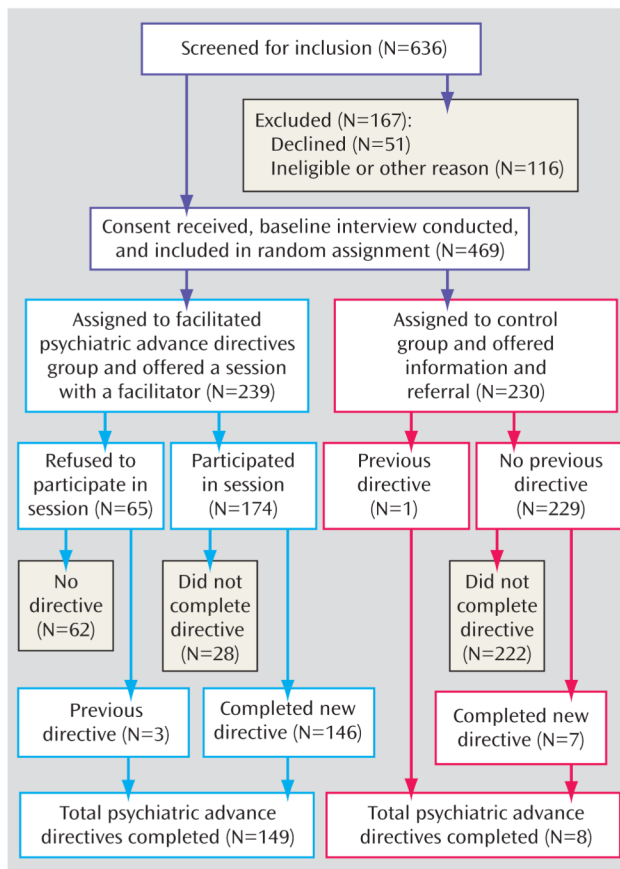 Screened for inclusion (N=636)
Excluded (N=167):
Declined (N=51)
Ineligible or other reason (N=116)
Consent received, baseline interview conducted,
and included in random assignment (N=469)
Assigned to facilitated
psychiatric advance directives
group and offered a session
with a facilitator (N=239)
Assigned to control
group and offered
information and
referral (N=230)
Refused to
participate in
session (N=65)
Participated
in session
(N=174)
Previous
directive
(N=1)
No previous
directive
(N=229)
No
directive
(N=62)
Did not
complete
directive
(N=28)
Did not
complete
directive
(N=222)
Previous
directive (N=3)
Completed new
directive (N=146)
Completed new
directive (N=7)
Total psychiatric advance
directives completed (N=149)
Total psychiatric advance
directives completed (N=8)